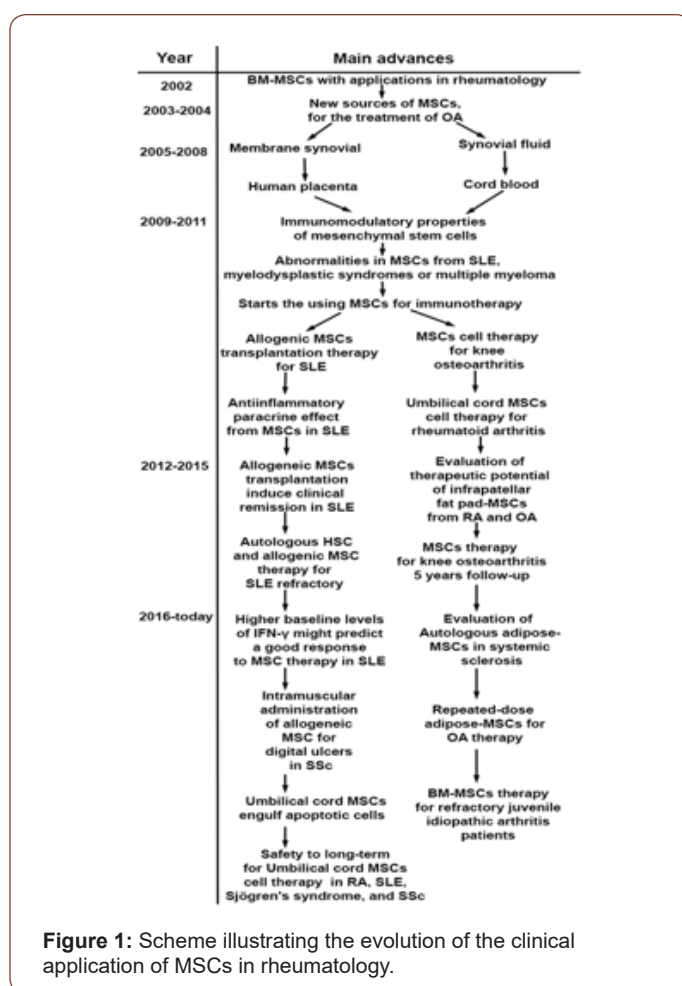 Year Main advances
2002 BM-MSCs with applications in rheumatology
2003-2004 New sources of MSCs,
for the treatment of OA
2005-2008 Membrane synovial Synovial fluid
Human placenta Cord blood
2009-2011 Immunomodulatory properties
of mesenchymal stem cells
Abnormalities in MSCs from SLE,
myelodysplastic syndromes or multiple myeloma
Starts the using MSCs for immunotherapy
Allogenic MSCs
transplantation therapy
for SLE
MSCs cell therapy
for knee
osteoarthritis
Antiinflammatory
paracrine effect
from MSCs in SLE
Umbilical cord MSCs
cell therapy for
rheumatoid arthritis
2012-2015
Allogeneic MSCs
transplantation
induce clinical
remission in SLE
Evaluation of
therapeutic potential
of infrapatellar
fat pad-MSCs
from RA and OA
Autologous HSC
and allogenic MSC
therapy for
SLE refractory
MSCs therapy
for knee osteoarthritis
5 years follow-up
2016-today
Higher baseline levels
of IFN-γ might predict
a good response
to MSC therapy in SLE
Evaluation of
Autologous adipose-
MSCs in systemic
sclerosis
Intramuscular
administration
of allogeneic
MSC for
digital ulcers
in SSc
Repeated-dose
adipose-MSCs for
OA therapy
Umbilical cord MSCs
engulf apoptotic cells
BM-MSCs therapy
for refractory juvenile
idiopathic arthritis
patients
Safety to long-term
for Umbilical cord MSCs
cell therapy in RA, SLE,
Sjögren's syndrome, and SSc
Figure 1: Scheme illustrating the evolution of the clinical
application of MSCs in rheumatology.